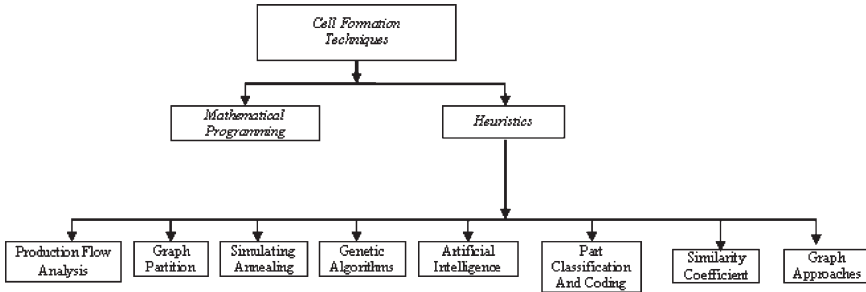 Cell Formation
Techniques
Mathematical
Programming
Heuristics
Production Flow
Analysis
Graph
Partition
Simulating
Annealing
Genetic
Algorithms
Artificial
Intelligence
Part
Classification
And Coding
Similarity
Coefficient
Graph
Approaches